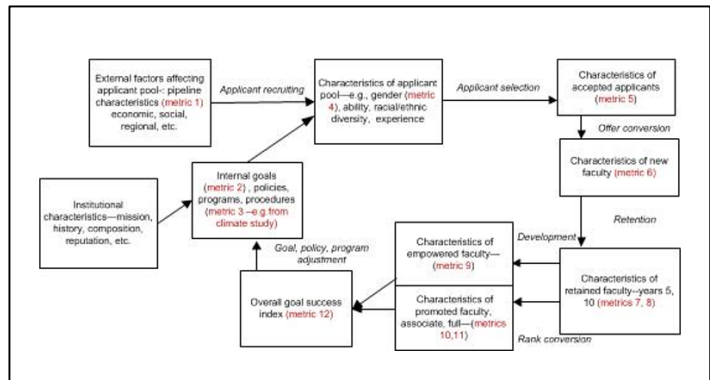 External factors affecting
applicant pool-: pipeline
characteristics (metric 1)
economic, social,
regional, etc.
Applicant recruiting
Characteristics of applicant
pool—e.g., gender (metric
4), ability, racial/ethnic
diversity, experience
Applicant selection
Characteristics of
accepted applicants
(metric 5)
Offer conversion
Characteristics of new
faculty (metric 6)
Retention
Characteristics of
retained faculty--years 5,
10 (metrics 7, 8)
Development
Characteristics of
empowered faculty—
(metric 9)
Characteristics of
promoted faculty,
associate, full—(metrics
10,11)
Rank conversion
Overall goal success
index (metric 12)
Goal, policy, program
adjustment
Internal goals
(metric 2) , policies,
programs, procedures
(metric 3 –e.g from
climate study)
Institutional
characteristics—mission,
history, composition,
reputation, etc.